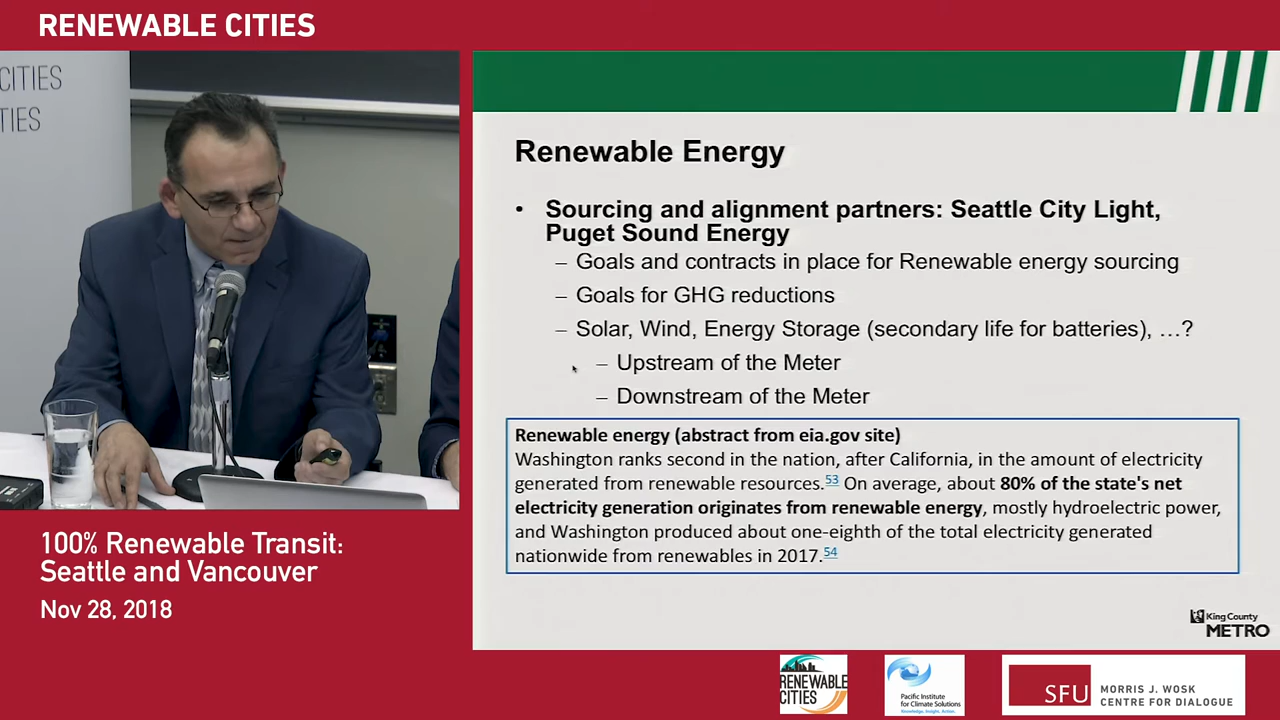 RENEWABLE CITIES
CITIES
TIES
Renewable Energy
• Sourcing and alignment partners: Seattle City Light,
Puget Sound Energy
– Goals and contracts in place for Renewable energy sourcing
– Goals for GHG reductions
– Solar, Wind, Energy Storage (secondary life for batteries), …?
– Upstream of the Meter
– Downstream of the Meter
Renewable energy (abstract from eia.gov site)
Washington ranks second in the nation, after California, in the amount of electricity
generated from renewable resources.53 On average, about 80% of the state's net
electricity generation originates from renewable energy, mostly hydroelectric power,
and Washington produced about one-eighth of the total electricity generated
nationwide from renewables in 2017.54
King County
METRO
100% Renewable Transit:
Seattle and Vancouver
Nov 28, 2018
RENEWABLE
CITIES
Pacific Institute
for Climate Solutions
Knowledge. Insight. Action.
SFU
MORRIS J. WOSK
CENTRE FOR DIALOGUE